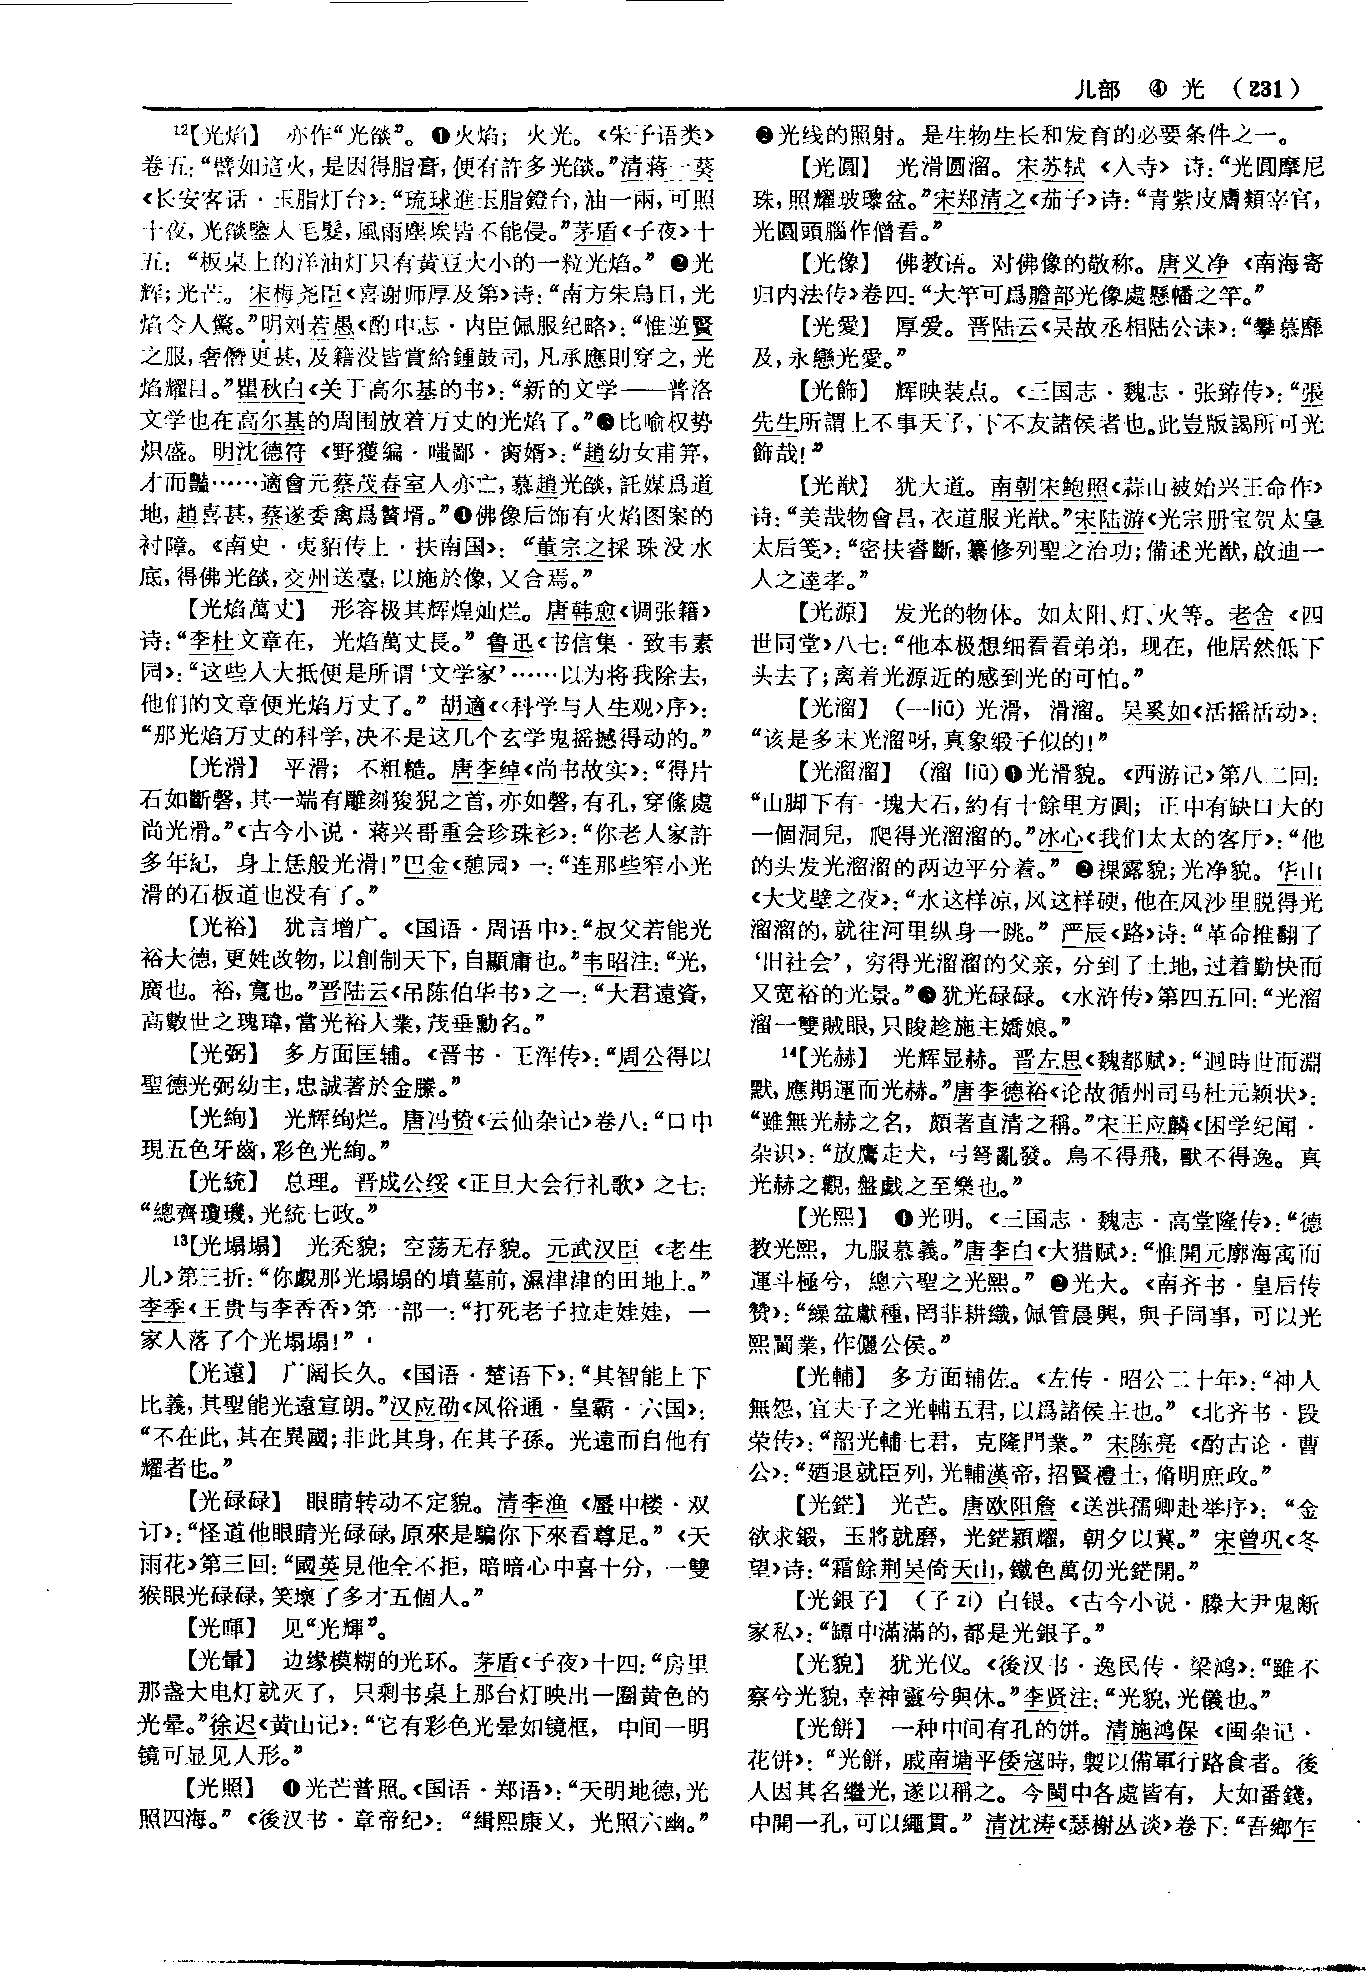 儿部 ④ 光 （231）
¹²【光焰】 亦作“光燄”。❶火焰；火光。《朱子语类》
卷五：“譬如這火，是因得脂膏，便有許多光燄。”清蒋一葵
《长安客话·玉脂灯台》：“琉球進玉脂鐙台，油一兩，可照
十夜，光燄鑒人毛髮，風雨塵埃皆不能侵。”茅盾《子夜》十
五：“板桌上的洋油灯只有黄豆大小的一粒光焰。”❷光
辉；光芒。宋梅尧臣《喜谢师厚及第》诗：“南方朱鳥日，光
焰令人驚。”明刘若愚《酌中志·内臣佩服纪略》：“惟逆賢
之服，奢僭更甚，及籍没皆賞給鍾鼓司，凡承應則穿之，光
焰耀目。”瞿秋白《关于高尔基的书》：“新的文学——普洛
文学也在高尔基的周围放着万丈的光焰了。”❸比喻权势
炽盛。明沈德符《野獲编·嗤鄙·斋婿》：“趙幼女甫笄，
才而豔……適會元蔡茂春室人亦亡，慕趙光燄，託媒爲道
地，趙喜甚，蔡遂委禽爲贅壻。”❹佛像后饰有火焰图案的
衬障。《南史·夷貊传上·扶南国》：“董宗之採珠没水
底，得佛光燄，交州送臺，以施於像，又合焉。”
【光焰萬丈】 形容极其辉煌灿烂。唐韩愈《调张籍》
诗：“李杜文章在，光焰萬丈長。”鲁迅《书信集·致韦素
园》：“这些人大抵便是所谓‘文学家’……以为将我除去，
他们的文章便光焰万丈了。”胡適《〈科学与人生观〉序》：
“那光焰万丈的科学，决不是这几个玄学鬼摇撼得动的。”
【光滑】 平滑；不粗糙。唐李绰《尚书故实》：“得片
石如斷磬，其一端有雕刻狻猊之首，亦如磬，有孔，穿絛處
尚光滑。”《古今小说·蒋兴哥重会珍珠衫》：“你老人家許
多年紀，身上恁般光滑！”巴金《憩园》一：“连那些窄小光
滑的石板道也没有了。”
【光裕】 犹言增广。《国语·周语中》：“叔父若能光
裕大德，更姓改物，以創制天下，自顯庸也。”韦昭注：“光，
廣也。裕，寬也。”晋陆云《吊陈伯华书》之一：“大君遠資，
高數世之瑰瑋，當光裕大業，茂垂勳名。”
【光弼】 多方面匡辅。《晋书·王浑传》：“周公得以
聖德光弼幼主，忠誠著於金縢。”
【光絢】 光辉绚烂。唐冯贽《云仙杂记》卷八：“口中
現五色牙齒，彩色光絢。”
【光統】 总理。晋成公绥《正旦大会行礼歌》之七：
“總齊瓊璣，光統七政。”
¹³【光塌塌】 光秃貌；空荡无存貌。元武汉臣《老生
儿》第三折：“你覷那光塌塌的墳墓前，濕津津的田地上。”
李季《王贵与李香香》第一部一：“打死老子拉走娃娃，一
家人落了个光塌塌！”
【光遠】 广阔长久。《国语·楚语下》：“其智能上下
比義，其聖能光遠宣朗。”汉应劭《风俗通·皇霸·六国》：
“不在此，其在異國；非此其身，在其子孫。光遠而自他有
耀者也。”
【光碌碌】 眼睛转动不定貌。清李渔《蜃中楼·双
订》：“怪道他眼睛光碌碌，原來是騙你下來看尊足。”《天
雨花》第三回：“國英見他全不拒，暗暗心中喜十分，一雙
猴眼光碌碌，笑壞了多才五個人。”
【光暉】 见“光輝”。
【光暈】 边缘模糊的光环。茅盾《子夜》十四：“房里
那盏大电灯就灭了，只剩书桌上那台灯映出一圈黄色的
光晕。”徐迟《黄山记》：“它有彩色光晕如镜框，中间一明
镜可显见人形。”
【光照】 ❶光芒普照。《国语·郑语》：“天明地德，光
照四海。”《後汉书·章帝纪》：“緝熙康乂，光照六幽。”
❷光线的照射。是生物生长和发育的必要条件之一。
【光圓】 光滑圆溜。宋苏轼《人寺》诗：“光圓摩尼
珠，照耀玻瓈盆。”宋郑清之《茄子》诗：“青紫皮膚類宰官，
光圓頭腦作僧看。”
【光像】 佛教语。对佛像的敬称。唐义净《南海寄
归内法传》卷四：“大竿可爲贍部光像處懸幡之竿。”
【光愛】 厚爱。晋陆云《吴故丞相陆公诔》：“攀慕靡
及，永戀光愛。”
【光飾】 辉映装点。《三国志·魏志·张臶传》：“張
先生所謂上不事天子，下不友諸侯者也。此豈版謁所可光
飾哉！”
【光猷】 犹大道。南朝宋鲍照《蒜山被始兴王命作》
诗：“美哉物會昌，衣道服光猷。”宋陆游《光宗册宝贺太皇
太后笺》：“密扶睿斷，纂修列聖之治功；備述光猷，啟迪一
人之達孝。”
【光源】 发光的物体。如太阳、灯、火等。老舍《四
世同堂》八七：“他本极想细看看弟弟，现在，他居然低下
头去了；离着光源近的感到光的可怕。”
【光溜】 （—liū）光滑，滑溜。吴奚如《活摇活动》：
“该是多末光溜呀，真象缎子似的！”
【光溜溜】 （溜 liū）❶光滑貌。《西游记》第八二回：
“山脚下有一塊大石，約有十餘里方圓；正中有缺口大的
一個洞兒，爬得光溜溜的。”冰心《我们太太的客厅》：“他
的头发光溜溜的两边平分着。”❷裸露貌；光净貌。华山
《大戈壁之夜》：“水这样凉，风这样硬，他在风沙里脱得光
溜溜的，就往河里纵身一跳。”严辰《路》诗：“革命推翻了
‘旧社会’，穷得光溜溜的父亲，分到了土地，过着勤快而
又宽裕的光景。”❸犹光碌碌。《水浒传》第四五回：“光溜
溜一雙賊眼，只睃趁施主嬌娘。”
¹⁴【光赫】 光辉显赫。晋左思《魏都赋》：“迴時世而淵
默，應期運而光赫。”唐李德裕《论故循州司马杜元颖状》：
“雖無光赫之名，頗著直清之稱。”宋王应麟《困学纪闻·
杂识》：“放鷹走犬，弓弩亂發。鳥不得飛，獸不得逸。真
光赫之觀，盤戲之至樂也。”
【光熙】 ❶光明。《三国志·魏志·高堂隆传》：“德
教光熙，九服慕義。”唐李白《大猎赋》：“惟開元廓海寓而
運斗極兮，總六聖之光熙。”❷光大。《南齐书·皇后传
赞》：“繰盆獻種，罔非耕織，佩管晨興，與子同事，可以光
熙閫業，作儷公侯。”
【光輔】 多方面辅佐。《左传·昭公二十年》：“神人
無怨，宜夫子之光輔五君，以爲諸侯主也。”《北齐书·段
荣传》：“韶光輔七君，克隆門業。”宋陈亮《酌古论·曹
公》：“廼退就臣列，光輔漢帝，招賢禮士，脩明庶政。”
【光鋩】 光芒。唐欧阳詹《送洪孺卿赴举序》：“金
欲求鍛，玉將就磨，光鋩穎耀，朝夕以冀。”宋曾巩《冬
望》诗：“霜餘荆吴倚天山，鐵色萬仞光鋩開。”
【光銀子】 （子 zi）白银。《古今小说·滕大尹鬼断
家私》：“罎中滿滿的，都是光銀子。”
【光貌】 犹光仪。《後汉书·逸民传·梁鸿》：“雖不
察兮光貌，幸神靈兮與休。”李贤注：“光貌，光儀也。”
【光餅】 一种中间有孔的饼。清施鸿保《闽杂记·
花饼》：“光餅，戚南塘平倭寇時，製以備軍行路食者。後
人因其名繼光，遂以稱之。今閩中各處皆有，大如番錢，
中開一孔，可以繩貫。”清沈涛《瑟榭丛谈》卷下：“吾鄉乍